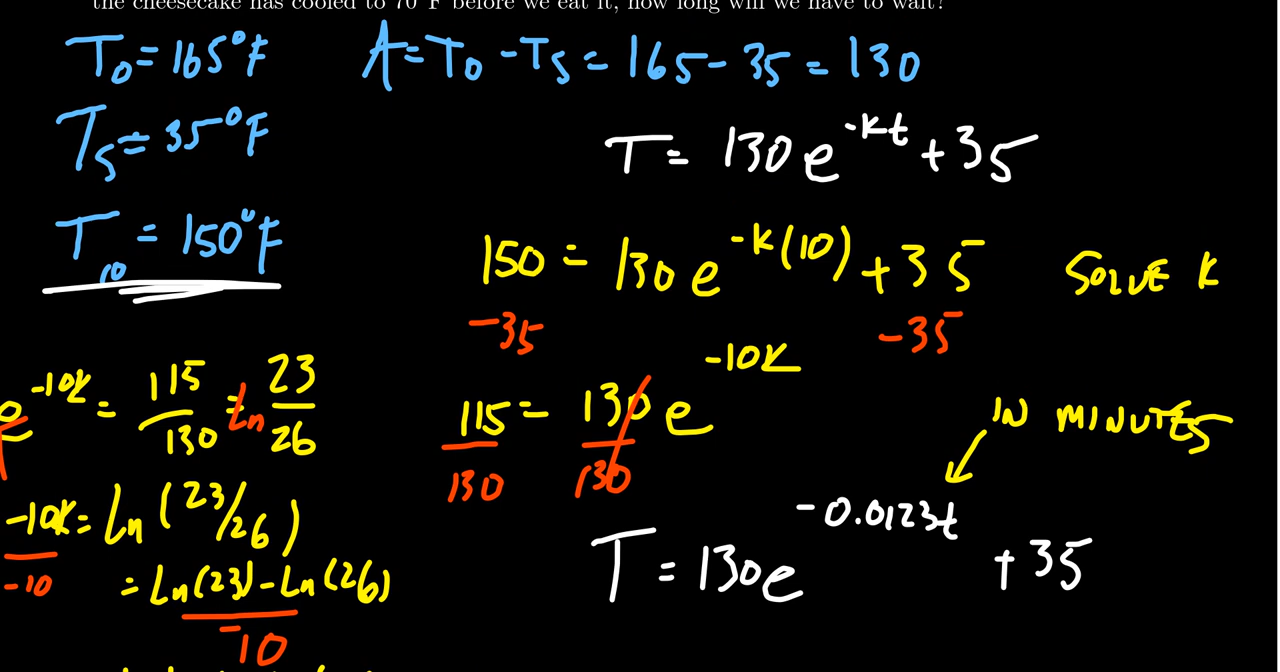 the cheesecake has cooled to 70°F before we eat it, how long will we have to wait?
T₀ = 165°F
A = T₀ - Tₛ = 165 - 35 = 130
Tₛ = 35°F
T = 130e^-kt + 35
T₁₀ = 150°F
150 = 130e^-k(10) + 35 SOLVE K
-35 -35
e^-10k = 115/130 = Ln 23/26
115 = 130e^-10k
130 130
IN MINUTES
-10k = Ln (23/26)
-10 = Ln(23) - Ln(26)
-10
T = 130e^-0.0123t + 35